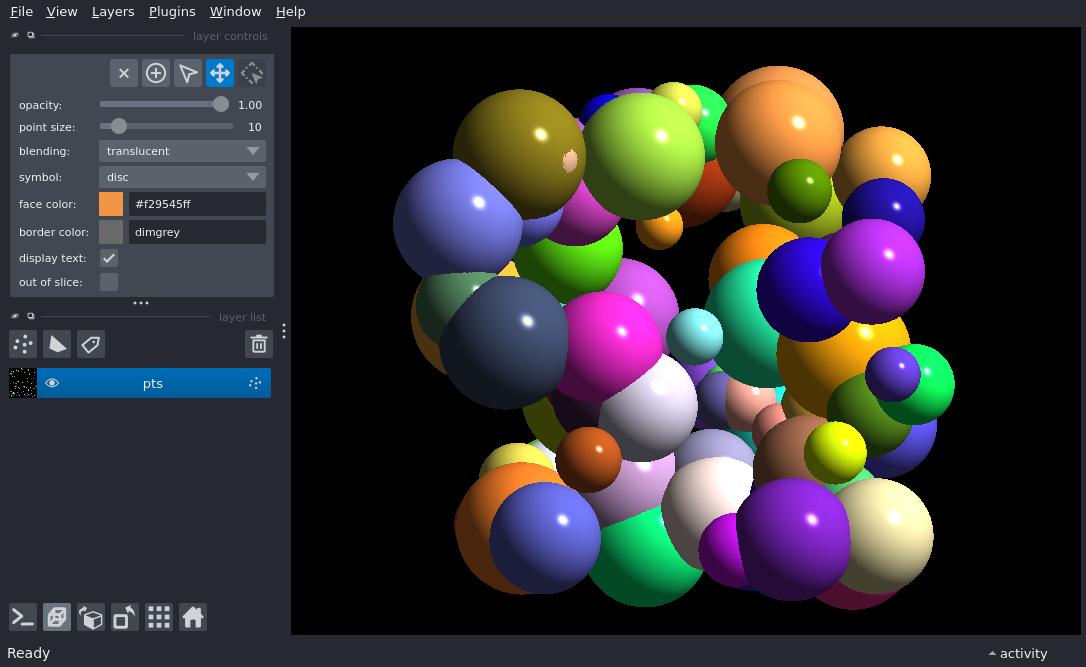 File View Layers Plugins Window Help
layer controls
opacity: 1.00
point size: 10
blending: translucent
symbol: disc
face color: #f29545ff
border color: dimgrey
display text:
out of slice:
layer list
pts
Ready
activity